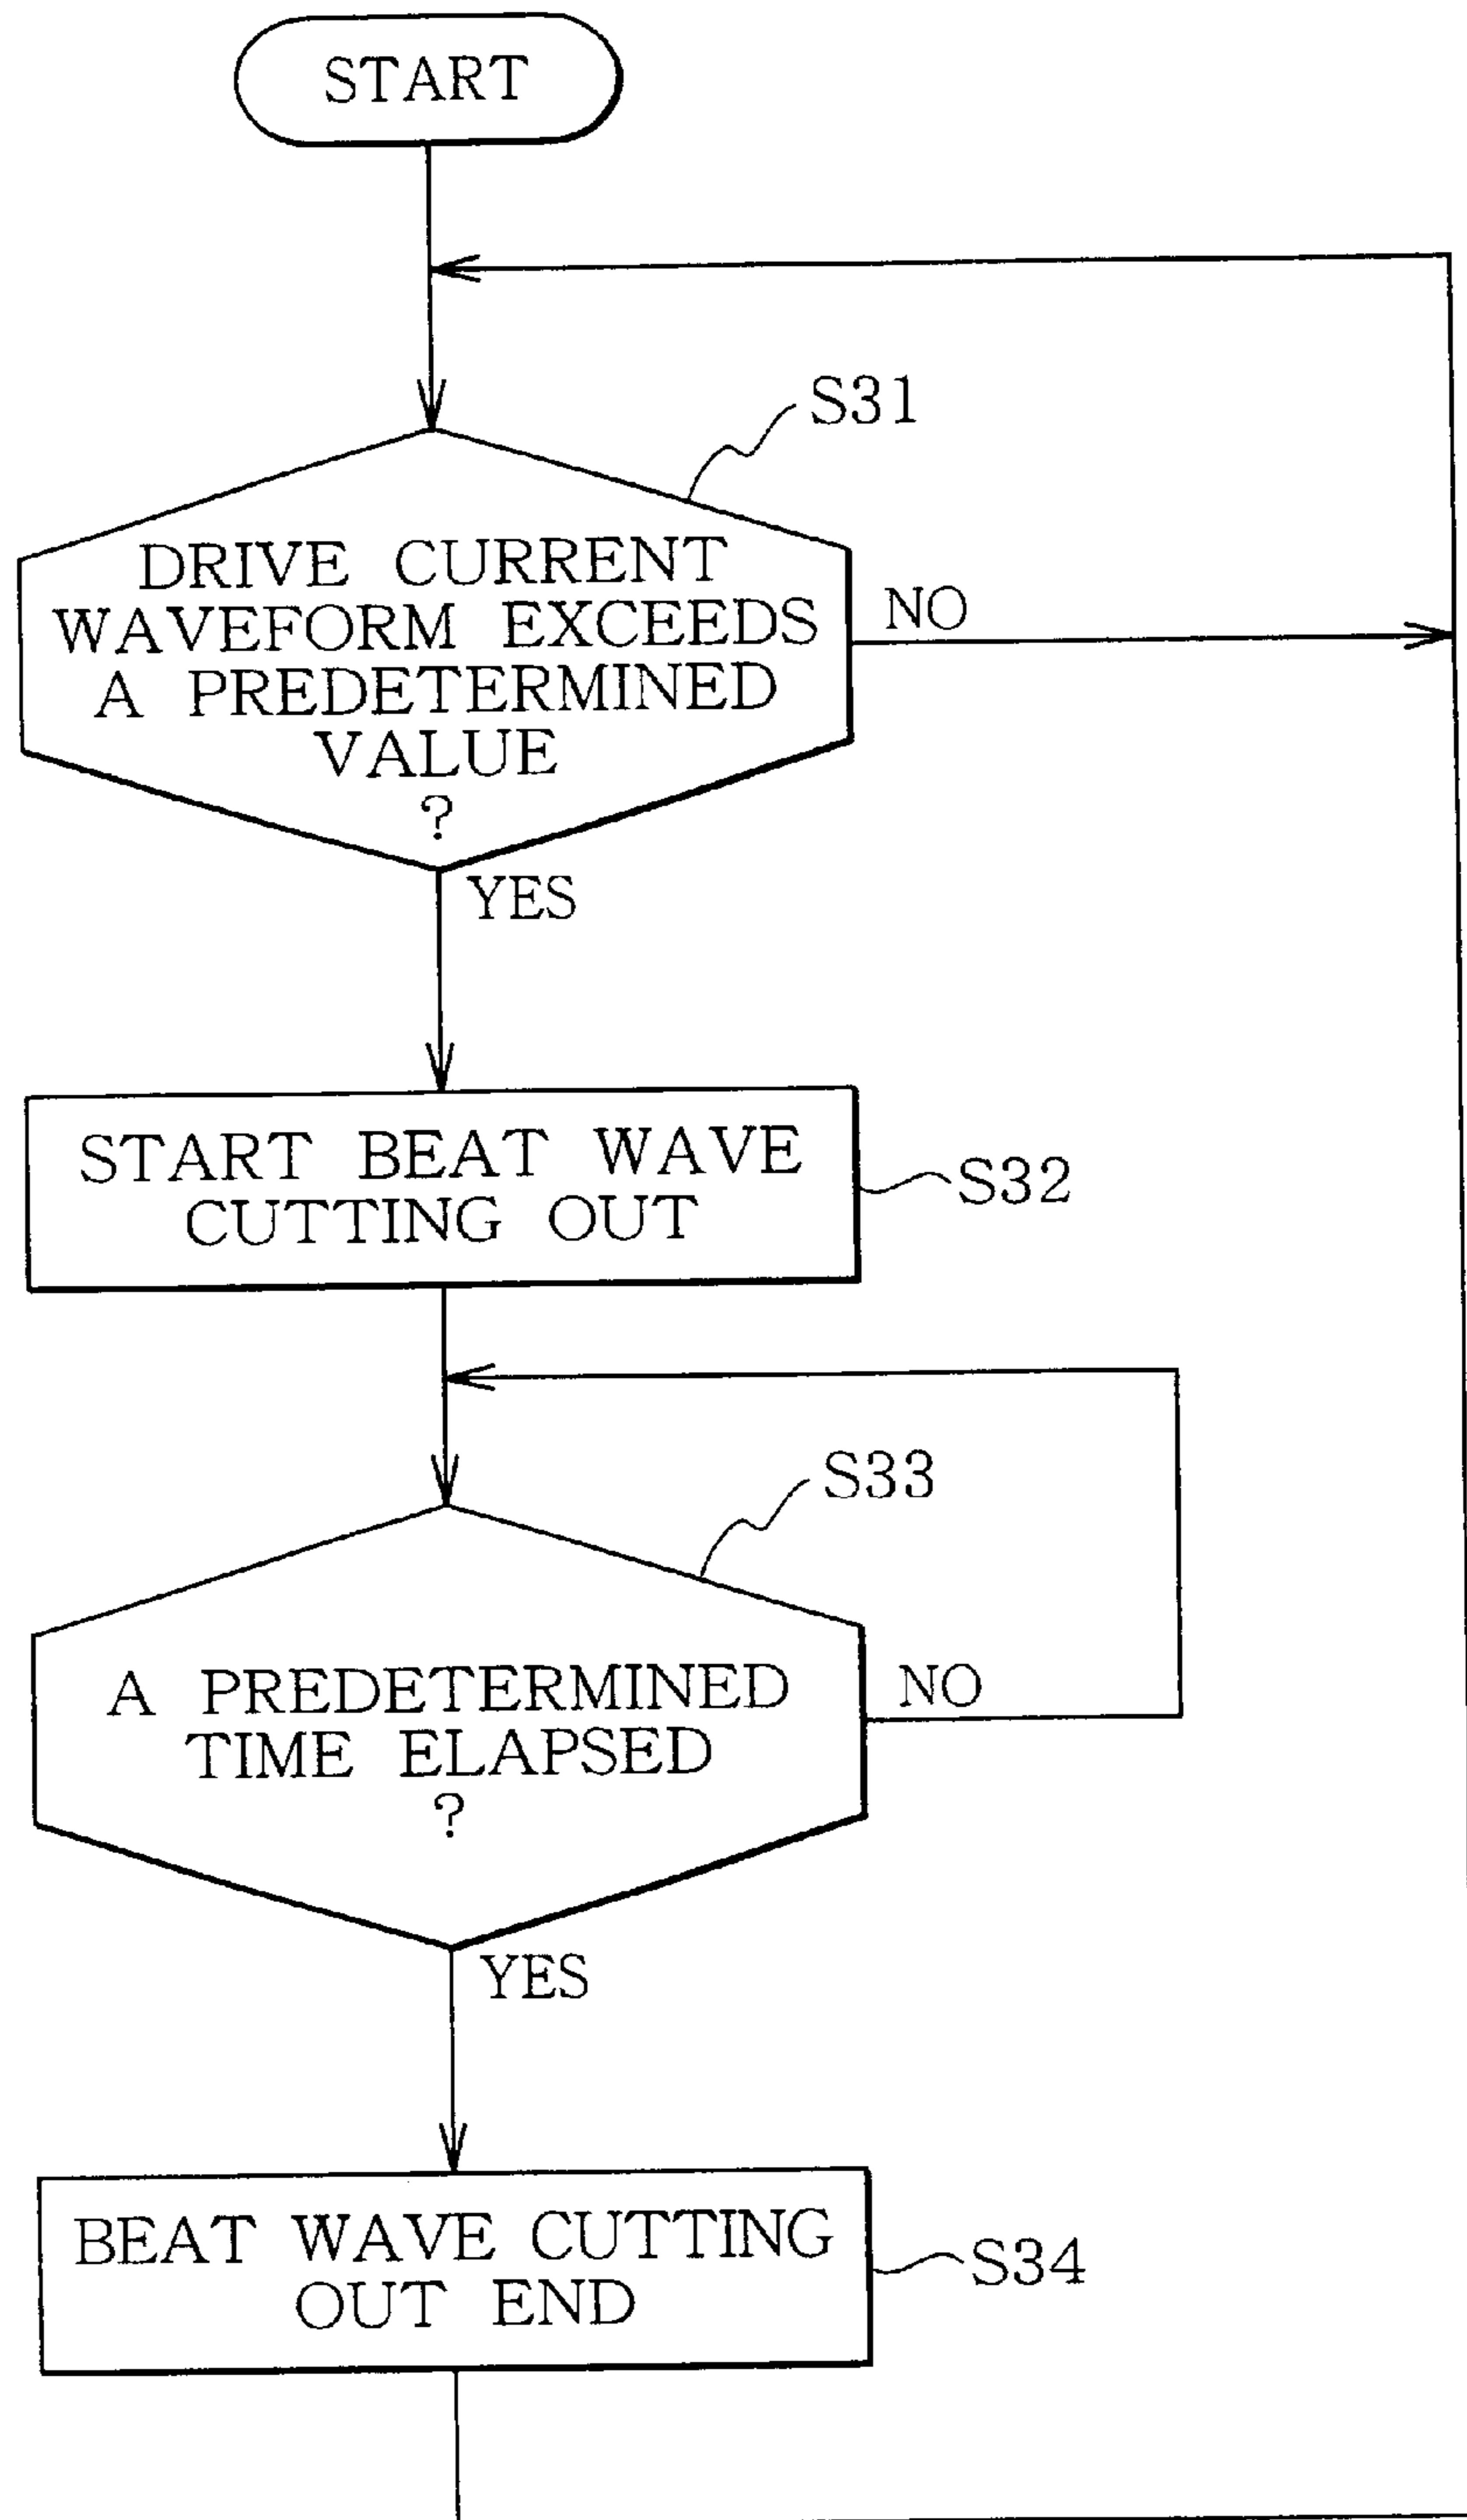 START
S31
DRIVE CURRENT
WAVEFORM EXCEEDS
A PREDETERMINED
VALUE
?
NO
YES
START BEAT WAVE
CUTTING OUT
S32
S33
A PREDETERMINED
TIME ELAPSED
?
NO
YES
BEAT WAVE CUTTING
OUT END
S34